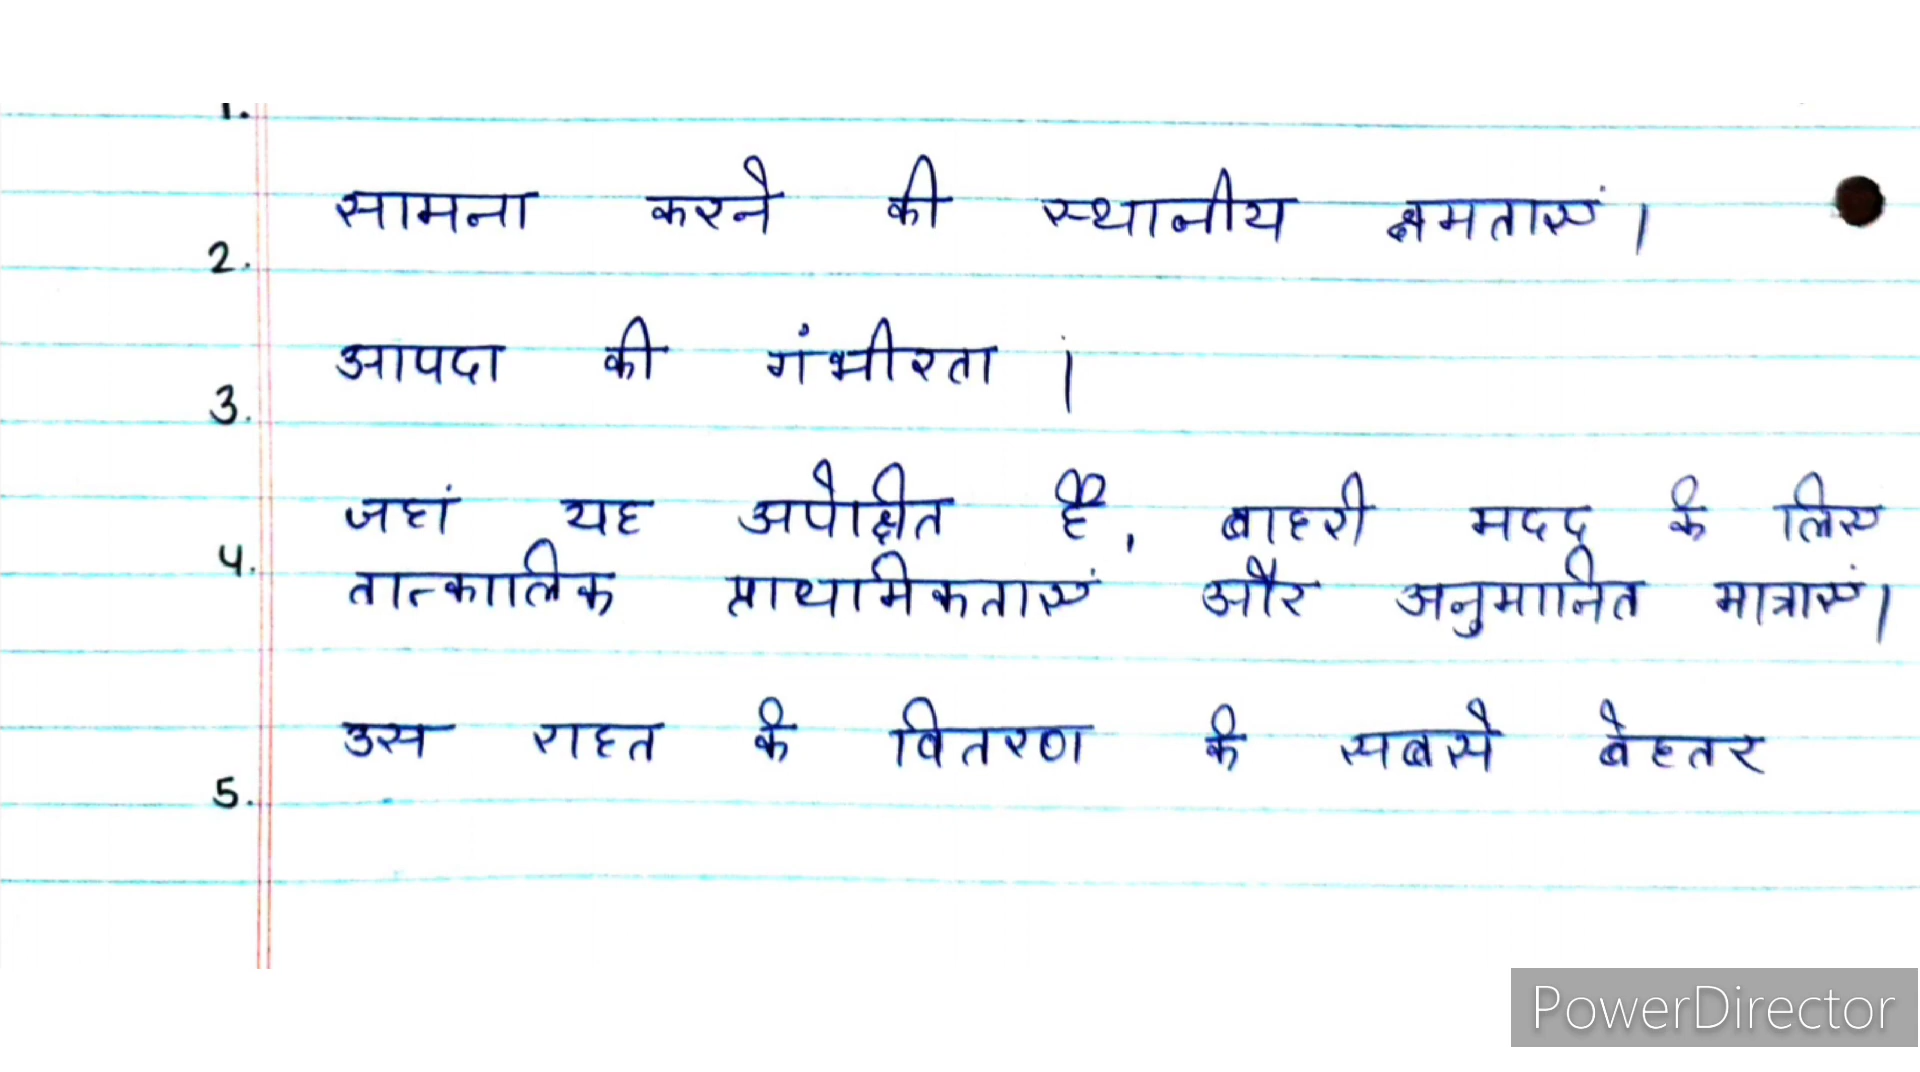 1.
सामना करने की स्थानीय क्षमताएं।
2.
आपदा की गंभीरता।
3.
जहां यह अपेक्षित है, बाहरी मदद के लिए
4.
तात्कालिक प्राथमिकताएं और अनुमानित मात्राएं।
उस राहत के वितरण के सबसे बेहतर
5.
PowerDirector